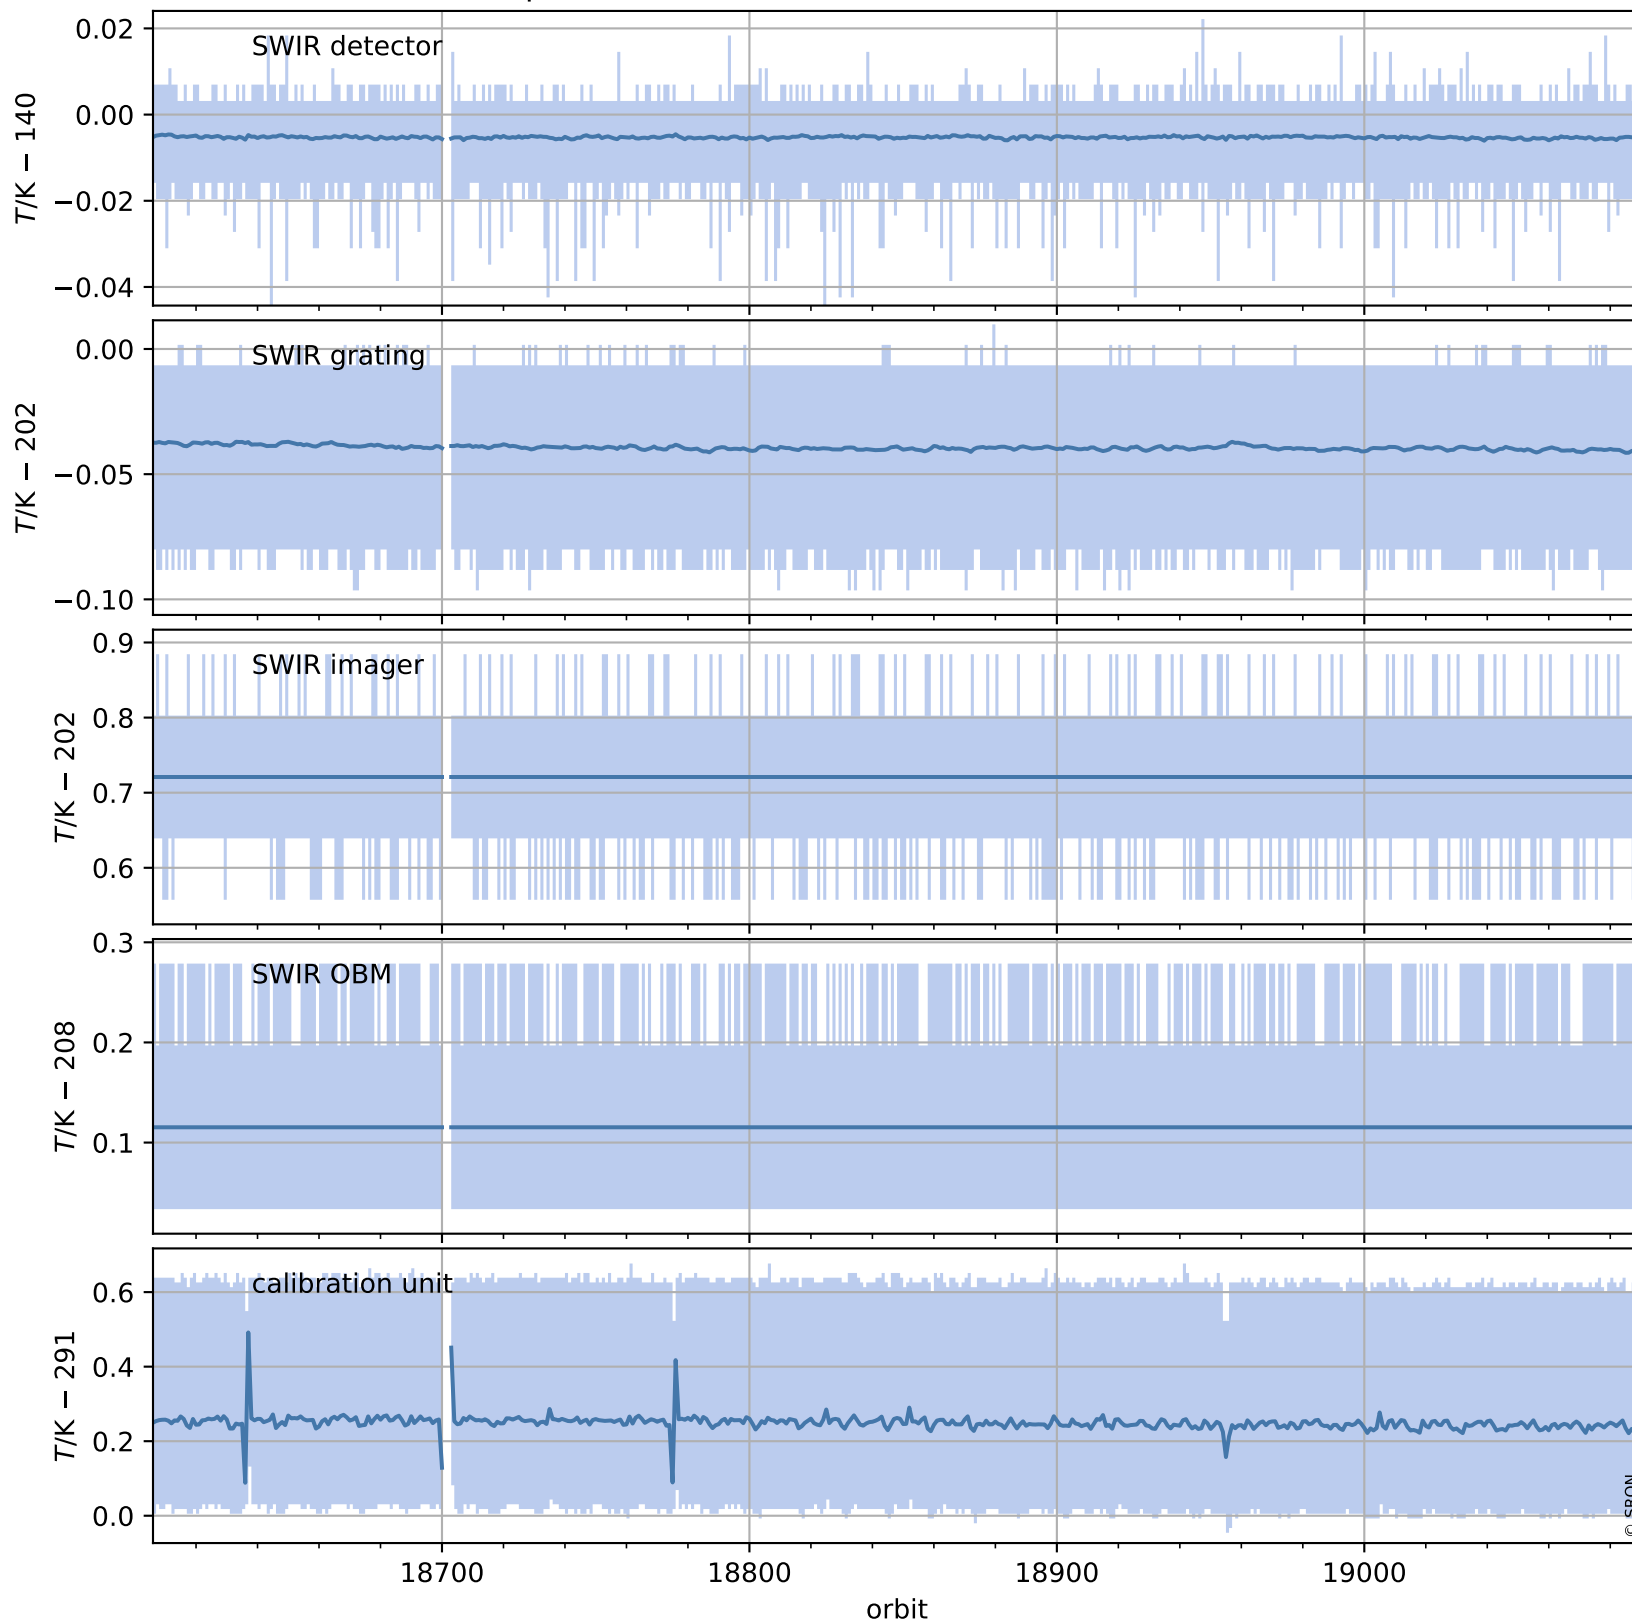 0.02
SWIR detector
0.00
−0.02
−0.04
T/K − 140
0.00
SWIR grating
−0.05
−0.10
T/K − 202
0.9
SWIR imager
0.8
0.7
0.6
T/K − 202
0.3
SWIR OBM
0.2
0.1
T/K − 208
calibration unit
0.6
0.4
0.2
0.0
T/K − 291
18700 18800 18900 19000
orbit
© SRON